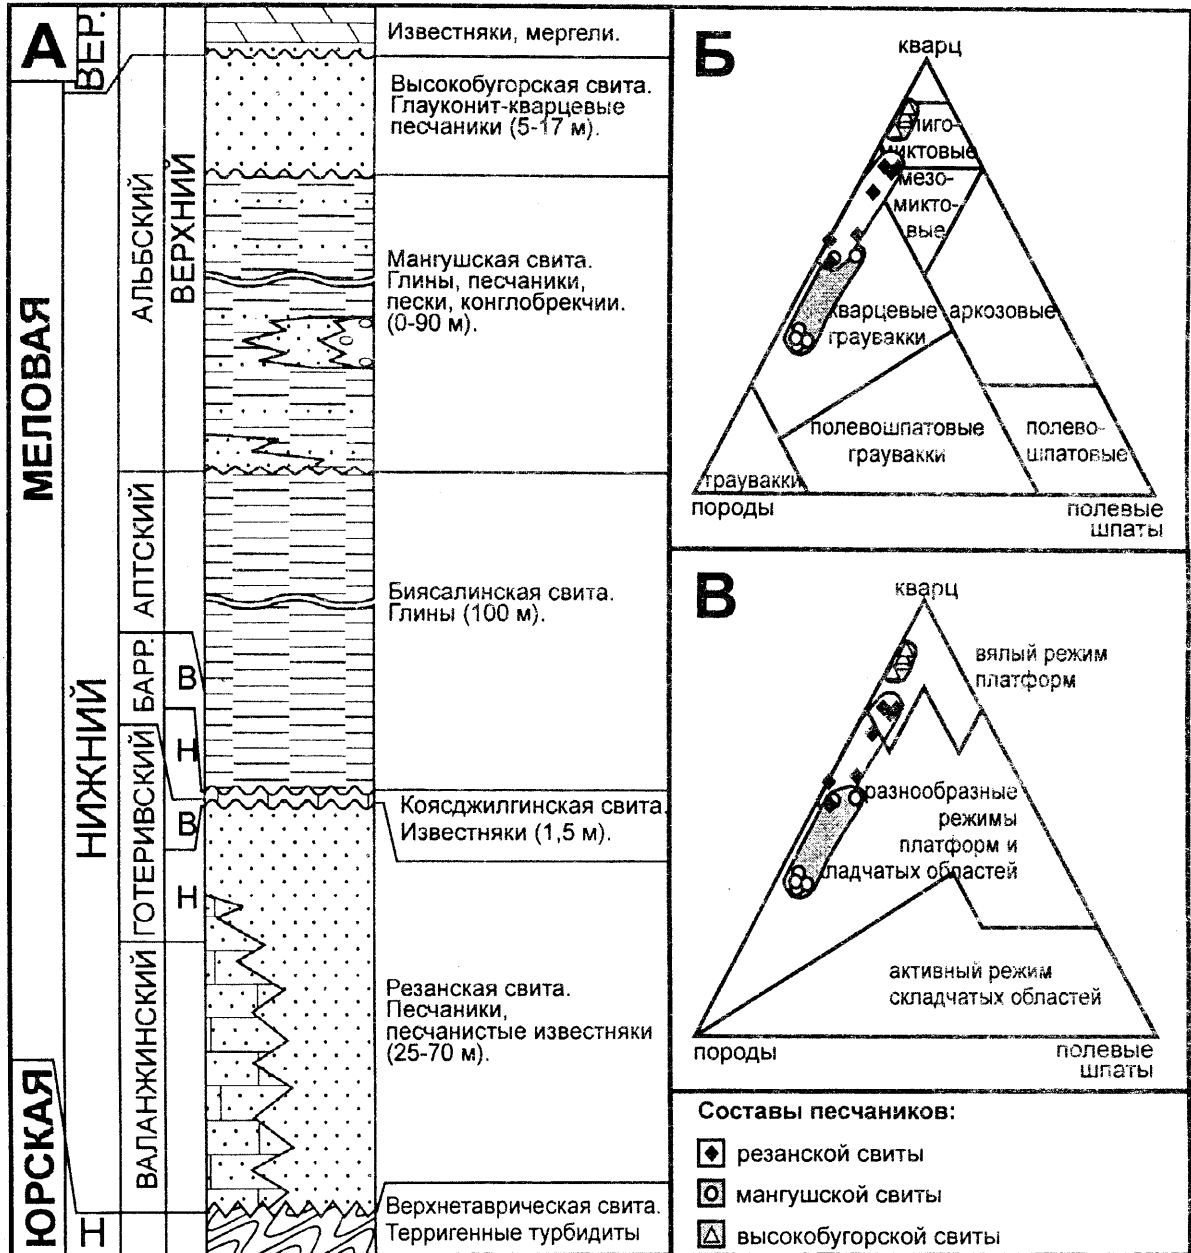 А
ВЕР.
МЕЛОВАЯ
ЮРСКАЯ
НИЖНИЙ
Н
АЛЬБСКИЙ
ВЕРХНИЙ
АПТСКИЙ
БАРР.
В
Н
ГОТЕРИВСКИЙ
В
Н
ВАЛАНЖИНСКИЙ
Известняки, мергели.
Высокобугорская свита.
Глауконит-кварцевые
песчаники (5-17 м).
Мангушская свита.
Глины, песчаники,
пески, конглобрекчии.
(0-90 м).
Биясалинская свита.
Глины (100 м).
Коясджилгинская свита.
Известняки (1,5 м).
Резанская свита.
Песчаники,
песчанистые известняки
(25-70 м).
Верхнетаврическая свита.
Терригенные турбидиты
Б
кварц
лиго-
миктовые
мезо-
микто-
вые
кварцевые
граувакки
аркозовые
полевошпатовые
граувакки
полево-
шпатовые
граувакки
породы
полевые
шпаты
В
кварц
вялый режим
платформ
разнообразные
режимы
платформ и
складчатых областей
активный режим
складчатых областей
породы
полевые
шпаты
Составы песчаников:
резанской свиты
мангушской свиты
высокобугорской свиты